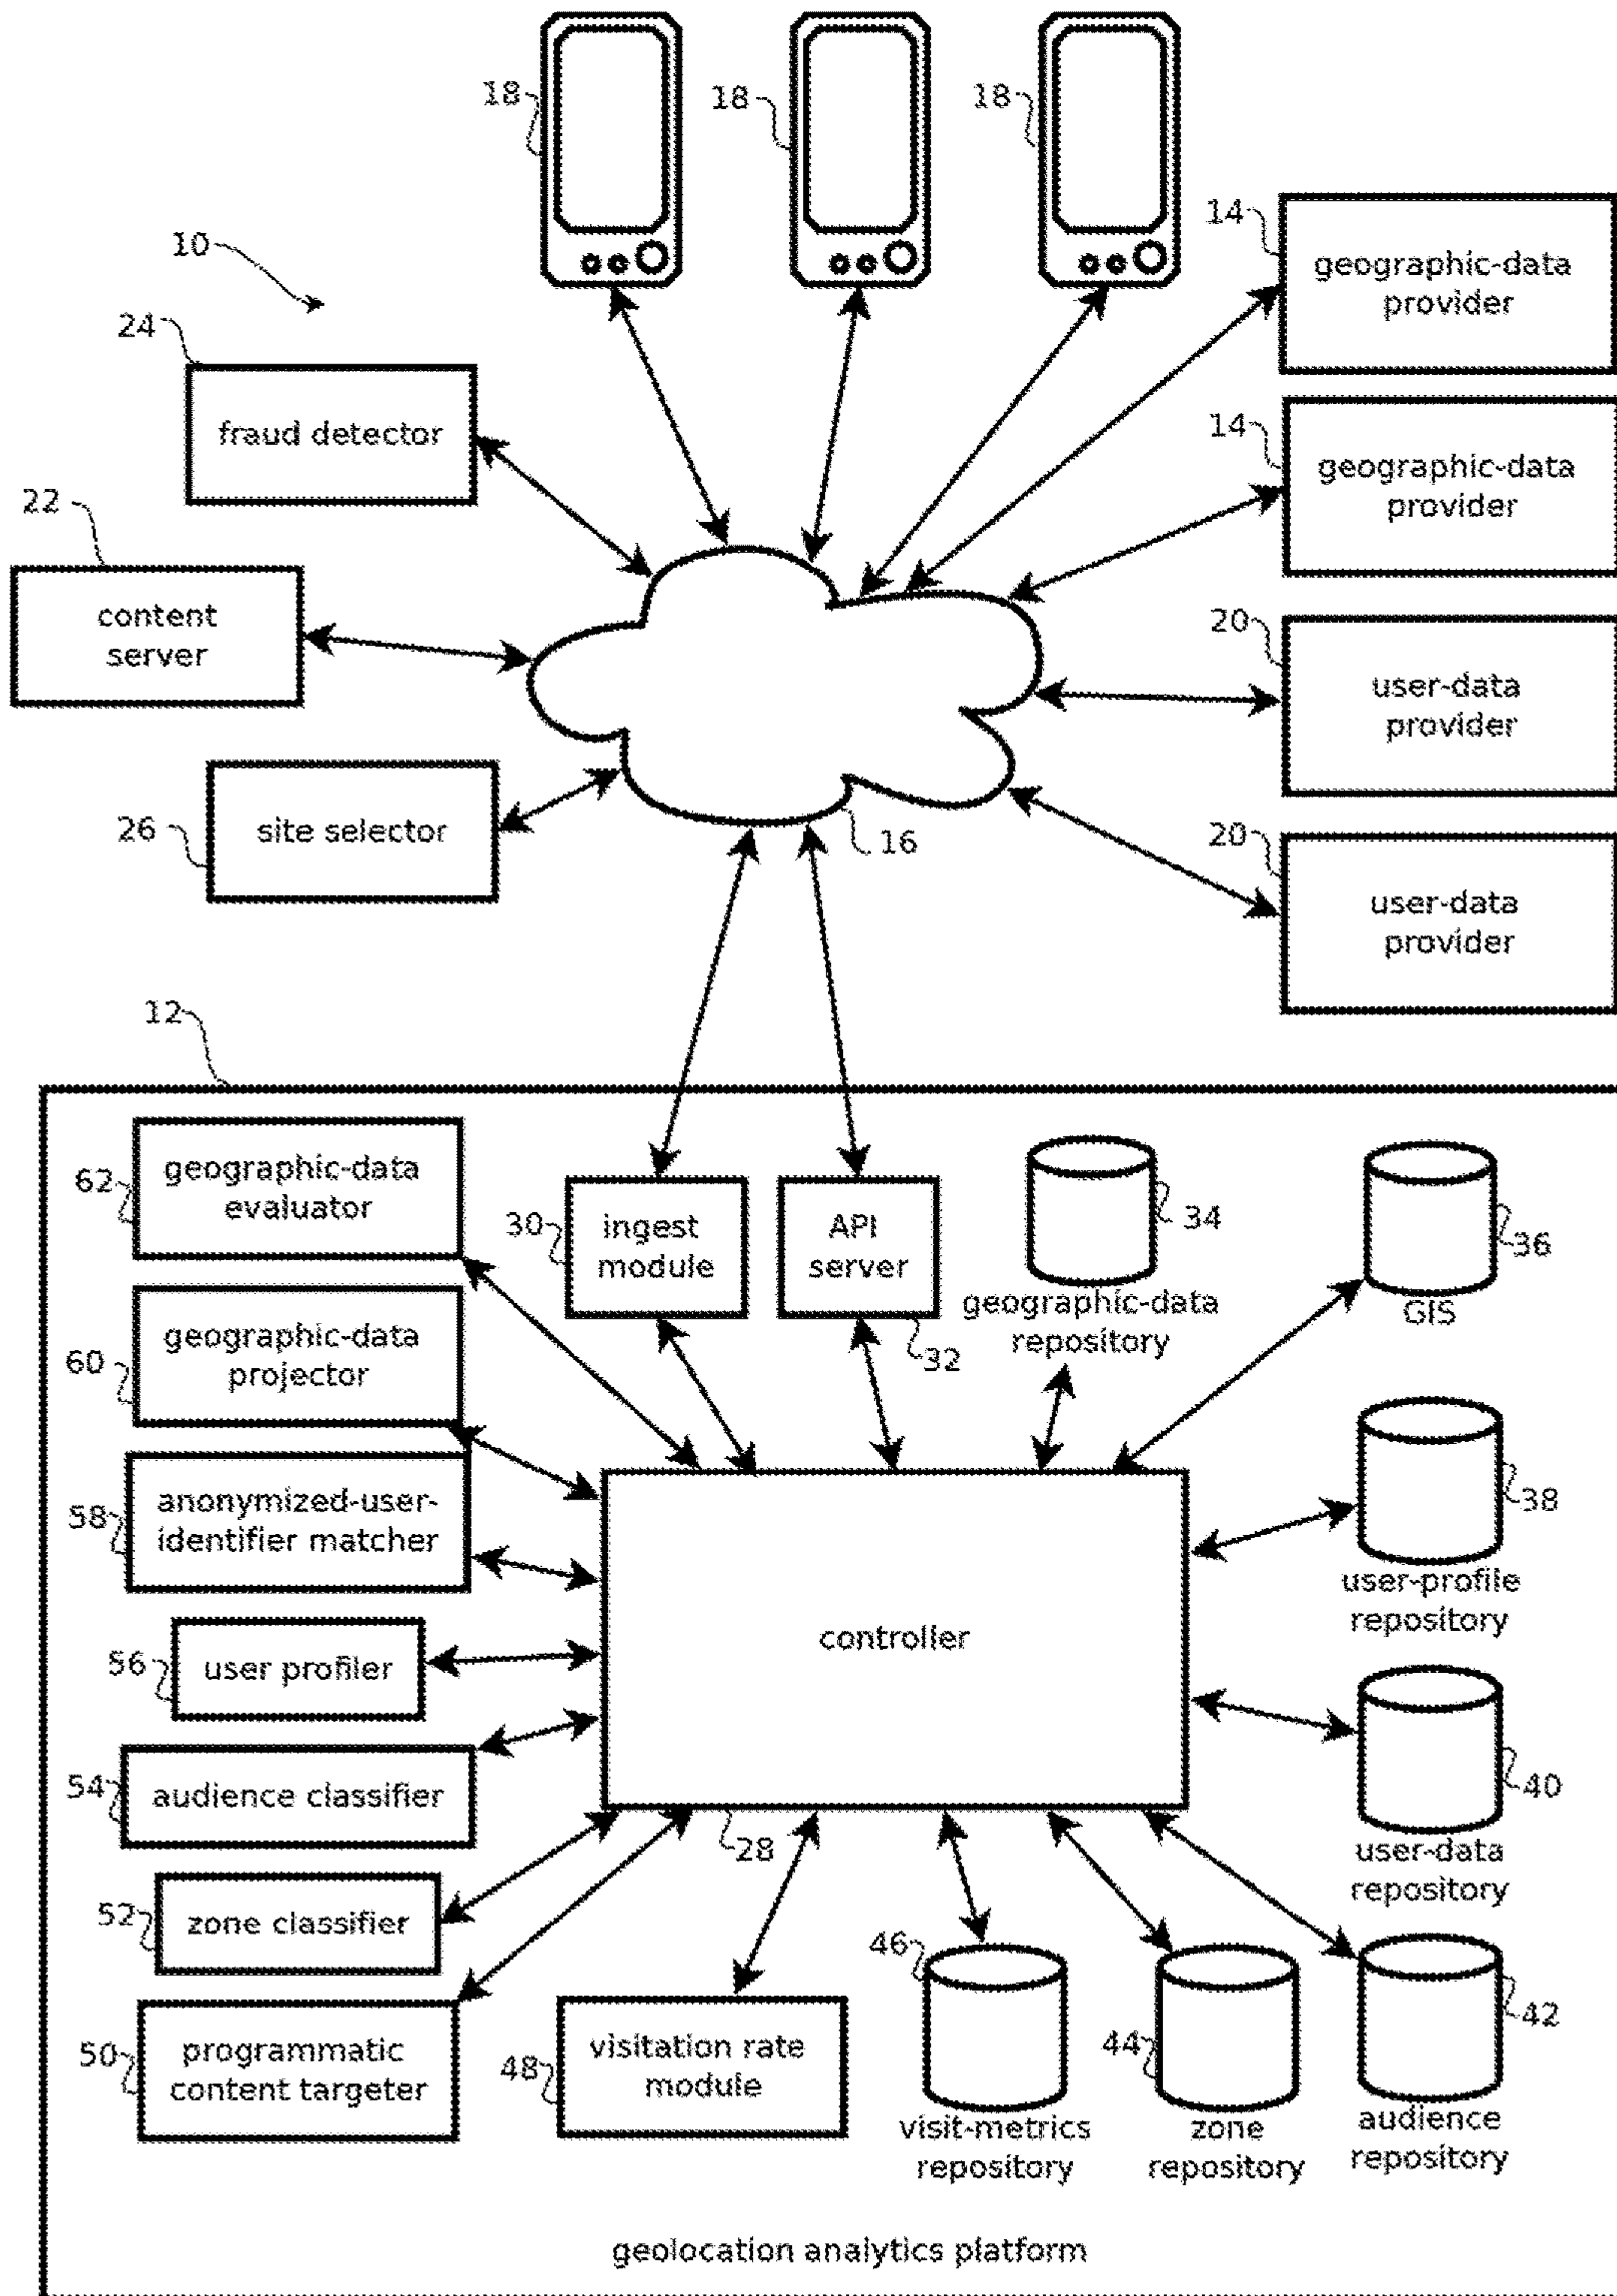 18
18
18
10
14
geographic-data
provider
24
fraud detector
14
geographic-data
provider
22
content
server
20
user-data
provider
26
site selector
16
20
user-data
provider
12
62
geographic-data
evaluator
30
ingest
module
API
server
32
34
geographic-data
repository
36
GIS
60
geographic-data
projector
58
anonymized-user-
identifier matcher
38
user-profile
repository
controller
28
56
user profiler
54
audience classifier
40
user-data
repository
52
zone classifier
50
programmatic
content targeter
48
visitation rate
module
46
visit-metrics
repository
44
zone
repository
42
audience
repository
geolocation analytics platform